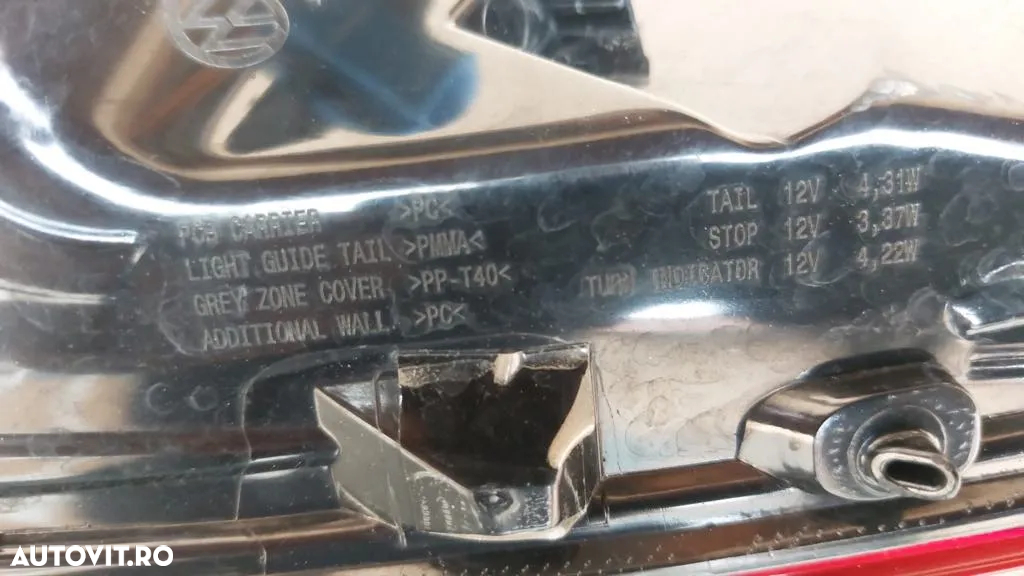 PCB CARRIER >PC<
LIGHT GUIDE TAIL >PMMA<
GREY ZONE COVER >PP-T40<
ADDITIONAL WALL >PC<
TAIL 12V 4,31W
STOP 12V 3,37W
TURN INDICATOR 12V 4,22W
AUTOVIT.RO